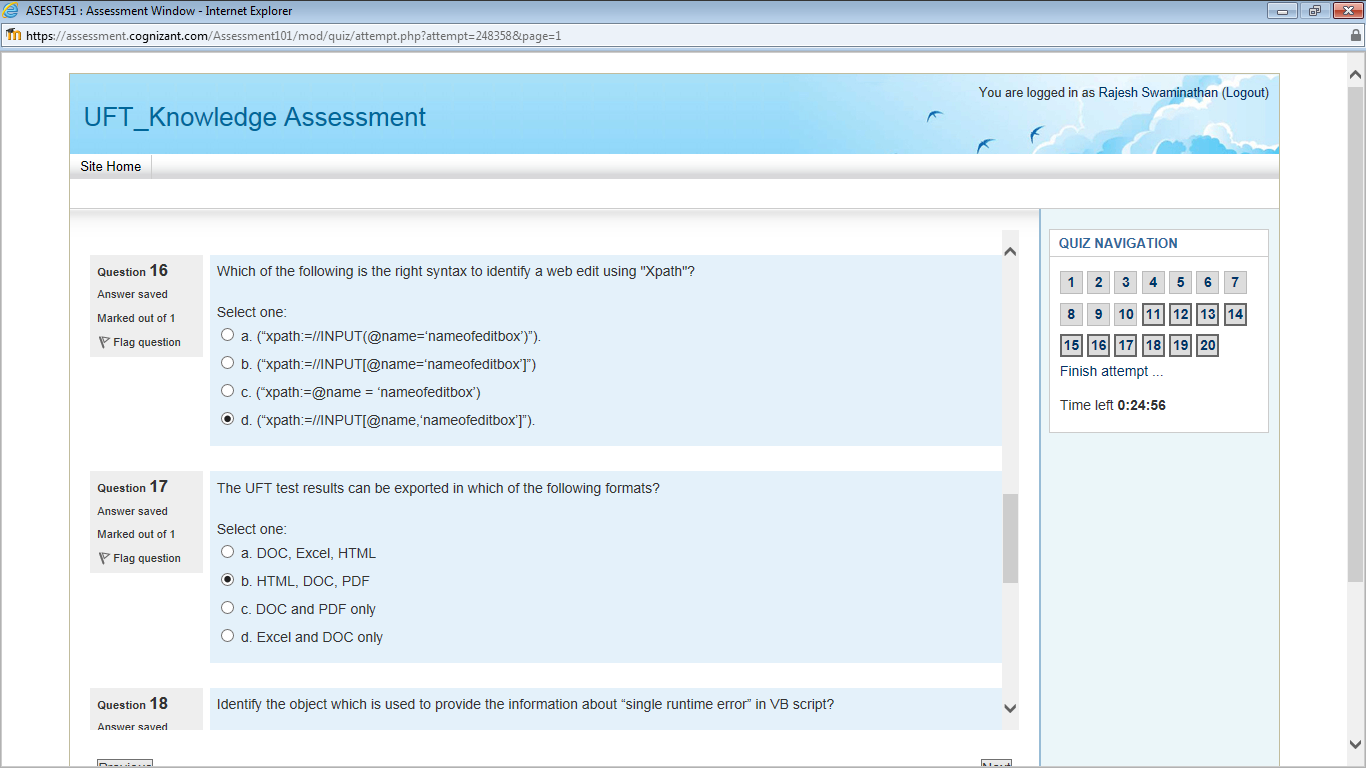 ASEST451 : Assessment Window - Internet Explorer
https://assessment.cognizant.com/Assessment101/mod/quiz/attempt.php?attempt=248358&page=1
You are logged in as Rajesh Swaminathan (Logout)
UFT_Knowledge Assessment
Site Home
Question 16
Answer saved
Marked out of 1
Flag question
Which of the following is the right syntax to identify a web edit using "Xpath"?
Select one:
a. (“xpath:=//INPUT(@name=‘nameofeditbox’)”).
b. (“xpath:=//INPUT[@name=‘nameofeditbox’]”)
c. (“xpath:=@name = ‘nameofeditbox’)
d. (“xpath:=//INPUT[@name,‘nameofeditbox’]”).
Question 17
Answer saved
Marked out of 1
Flag question
The UFT test results can be exported in which of the following formats?
Select one:
a. DOC, Excel, HTML
b. HTML, DOC, PDF
c. DOC and PDF only
d. Excel and DOC only
Question 18
Answer saved
Identify the object which is used to provide the information about “single runtime error” in VB script?
Previous
Next
QUIZ NAVIGATION
1 2 3 4 5 6 7
8 9 10 11 12 13 14
15 16 17 18 19 20
Finish attempt ...
Time left 0:24:56